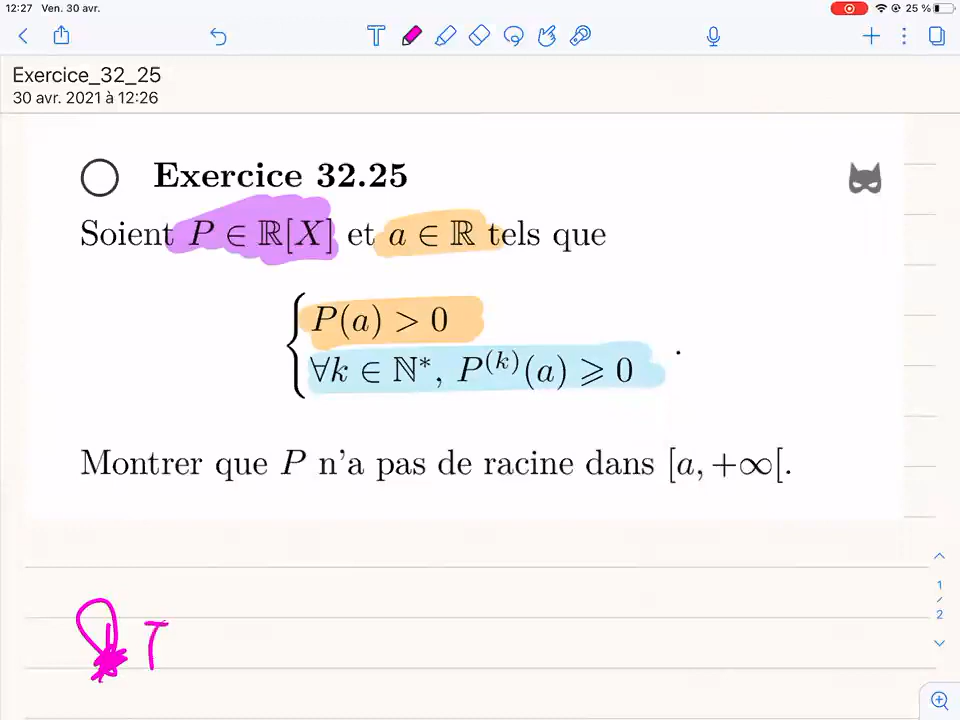 12:27 Ven. 30 avr. 25 %
T
Exercice_32_25
30 avr. 2021 à 12:26
Exercice 32.25
Soient P ∈ ℝ[X] et a ∈ ℝ tels que
P(a) > 0
∀k ∈ ℕ*, P^(k)(a) ⩾ 0 .
Montrer que P n'a pas de racine dans [a, +∞[.
1
/
2